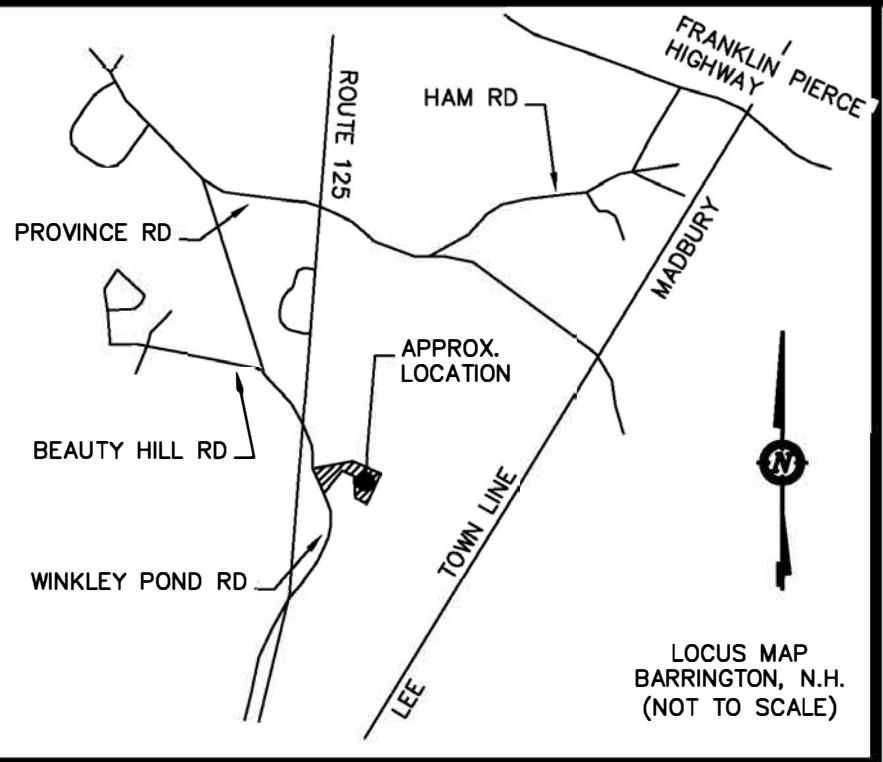 FRANKLIN PIERCE
HIGHWAY
ROUTE 125
HAM RD
PROVINCE RD
MADBURY
APPROX.
LOCATION
BEAUTY HILL RD
N
TOWN LINE
WINKLEY POND RD
LEE
LOCUS MAP
BARRINGTON, N.H.
(NOT TO SCALE)